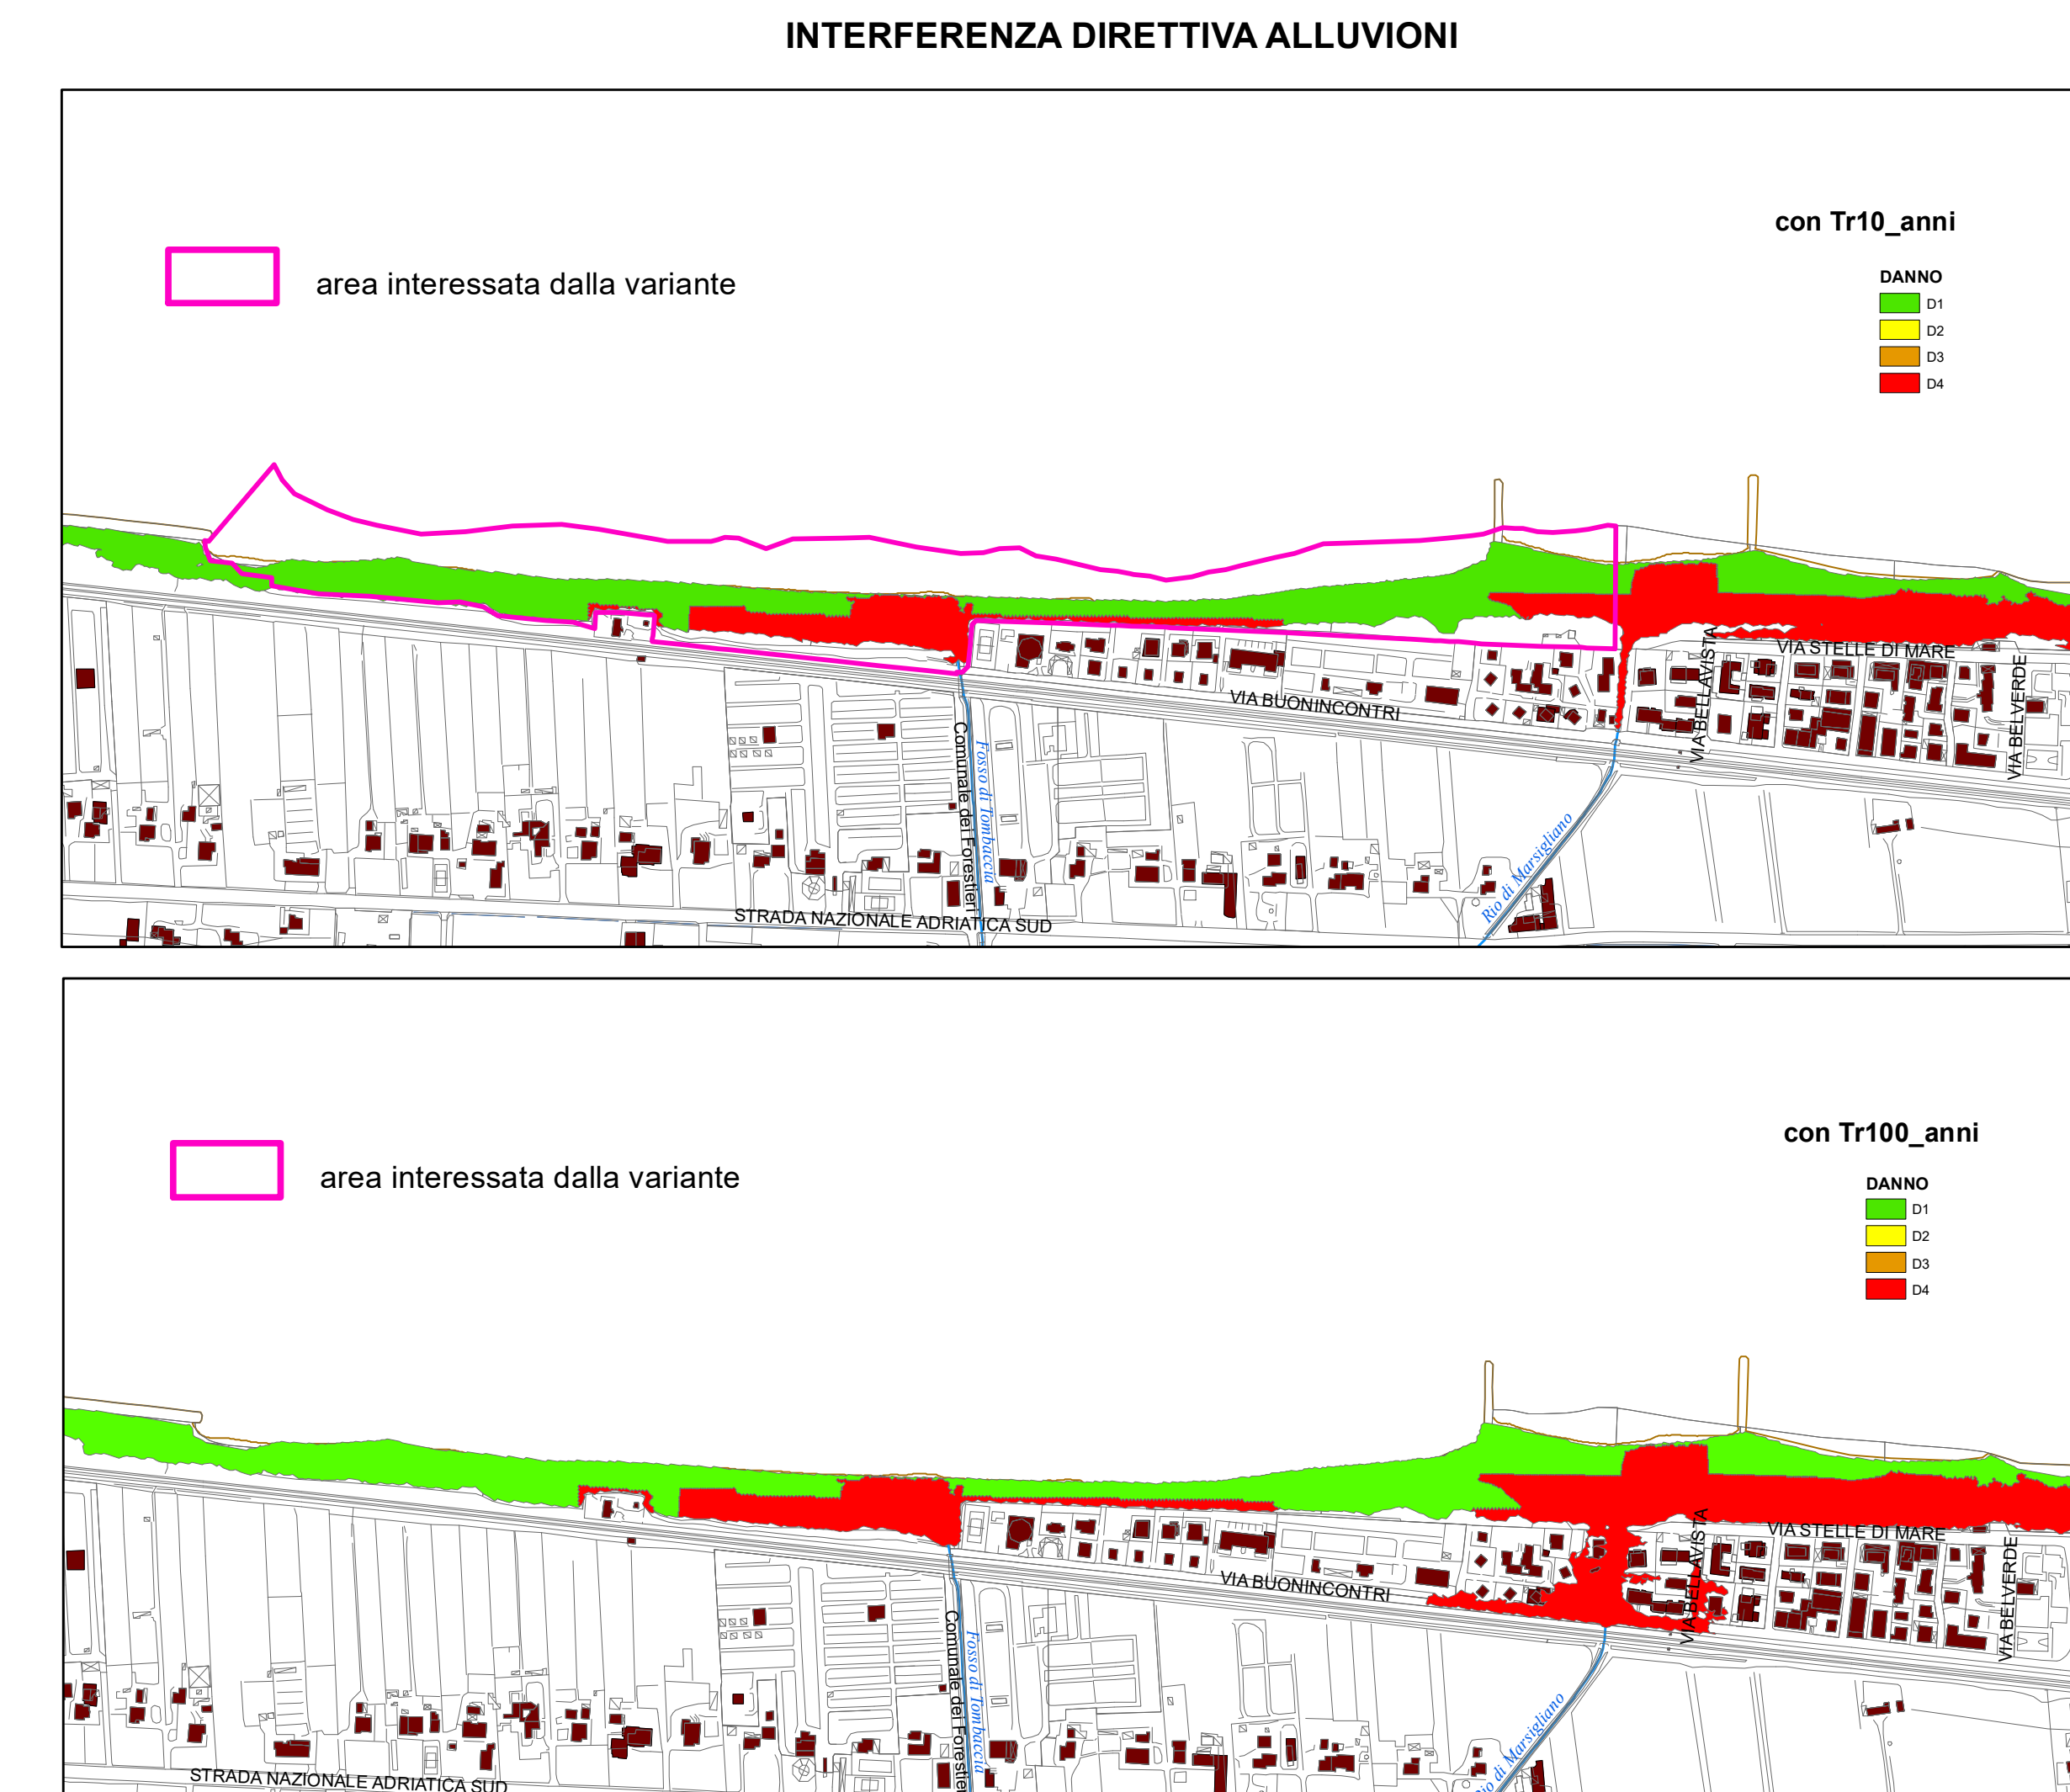 INTERFERENZA DIRETTIVA ALLUVIONI
con Tr10_anni
area interessata dalla variante
DANNO
D1
D2
D3
D4
VIA STELLE DI MARE
VIA BELLAVISTA
VIA BELVERDE
VIA BUONINCONTRI
Comunale dei Forestieri
Fosso di Tombaccia
Rio di Marsigliano
STRADA NAZIONALE ADRIATICA SUD
con Tr100_anni
area interessata dalla variante
DANNO
D1
D2
D3
D4
VIA STELLE DI MARE
VIA BELLAVISTA
VIA BELVERDE
VIA BUONINCONTRI
Comunale dei Forestier
Fosso di Tombaccia
io di Marsigliano
STRADA NAZIONALE ADRIATICA SUD